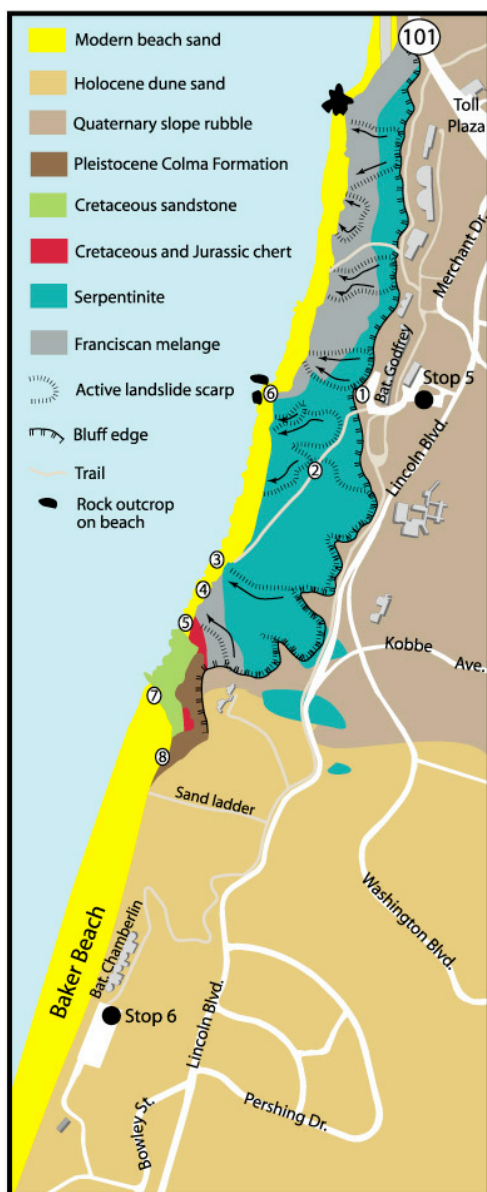 101
Modern beach sand
Holocene dune sand
Quaternary slope rubble
Pleistocene Colma Formation
Cretaceous sandstone
Cretaceous and Jurassic chert
Serpentinite
Franciscan melange
Active landslide scarp
Bluff edge
Trail
Rock outcrop
on beach
Toll
Plaza
Merchant Dr.
Bat. Godfrey
Stop 5
Lincoln Blvd.
1
6
2
3
4
5
7
8
Kobbe
Ave.
Sand ladder
Washington Blvd.
Baker Beach
Bat. Chamberlin
Stop 6
Lincoln Blvd.
Pershing Dr.
Bowley St.